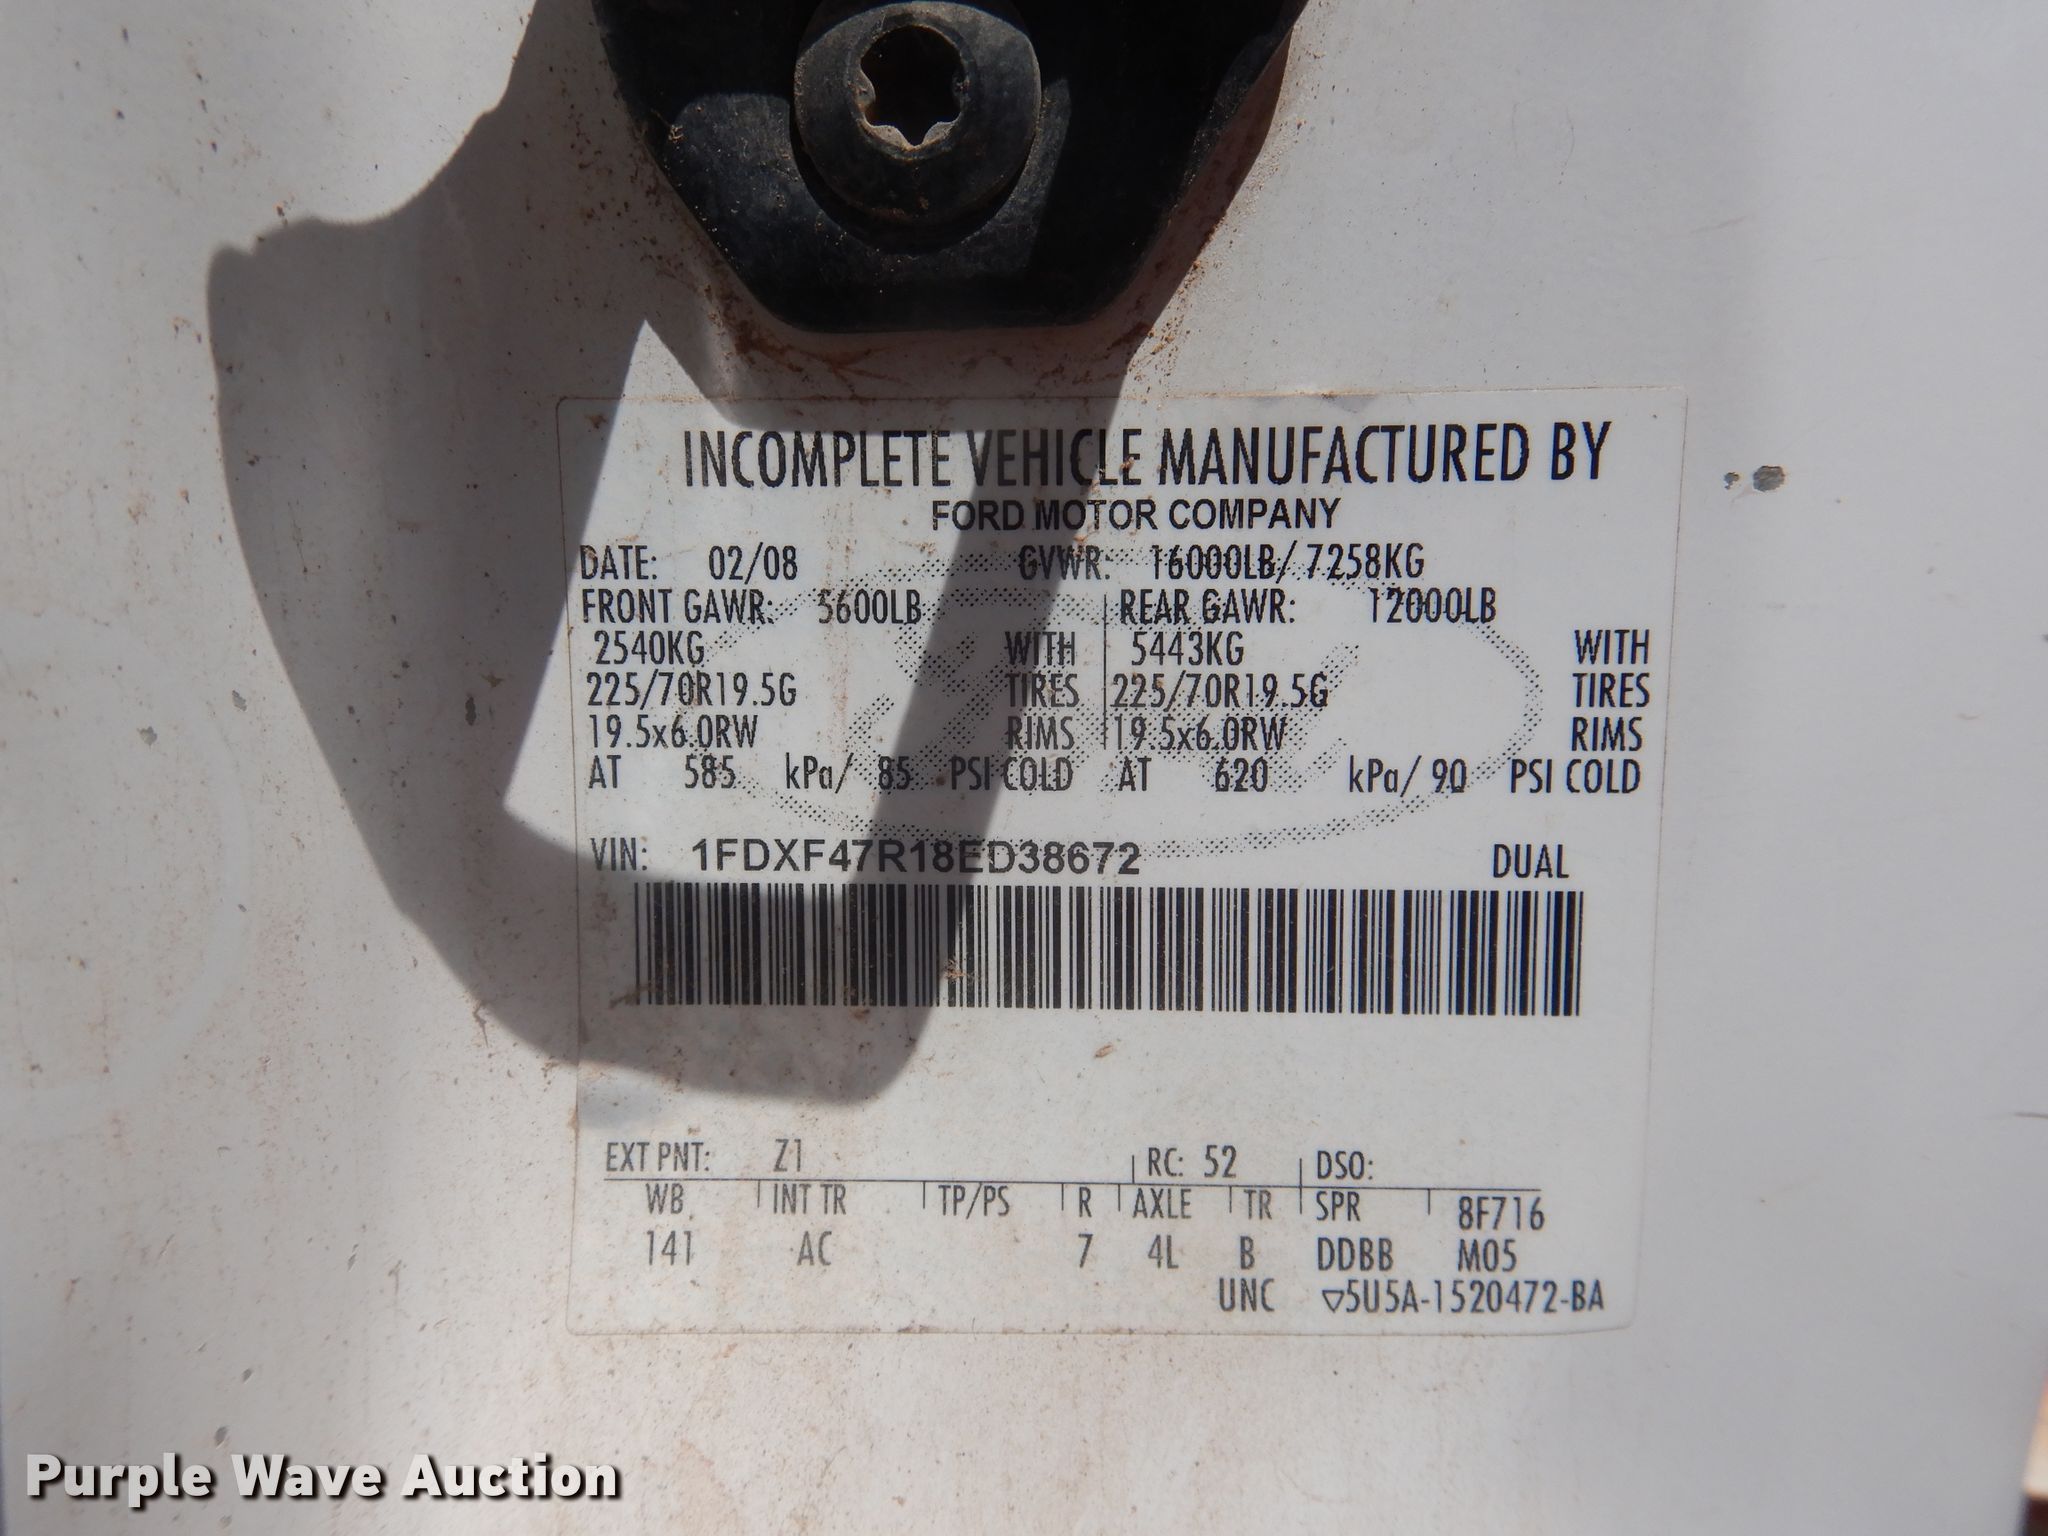 INCOMPLETE VEHICLE MANUFACTURED BY
FORD MOTOR COMPANY
DATE: 02/08 GVWR: 16000LB/ 7258KG
FRONT GAWR: 5600LB REAR GAWR: 12000LB
2540KG WITH 5443KG WITH
225/70R19.5G TIRES 225/70R19.5G TIRES
19.5x6.0RW RIMS 19.5x6.0RW RIMS
AT 585 kPa/ 85 PSI COLD AT 620 kPa/ 90 PSI COLD
VIN: 1FDXF47R18ED38672 DUAL
EXT PNT: Z1 RC: 52 DSO:
WB INT TR TP/PS R AXLE TR SPR 8F716
141 AC 7 4L B DDBB M05
UNC ▽5U5A-1520472-BA
Purple Wave Auction